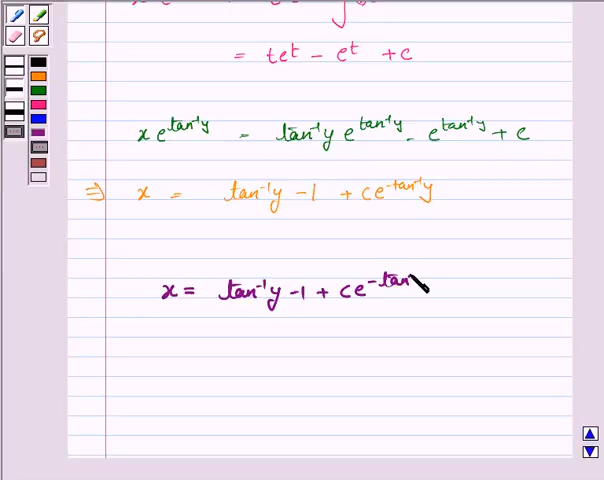 = te^t - e^t + c
x e^{tan⁻¹y} = tan⁻¹y e^{tan⁻¹y} - e^{tan⁻¹y} + c
⇒ x = tan⁻¹y - 1 + ce^{-tan⁻¹y}
x = tan⁻¹y - 1 + ce^{-tan⁻